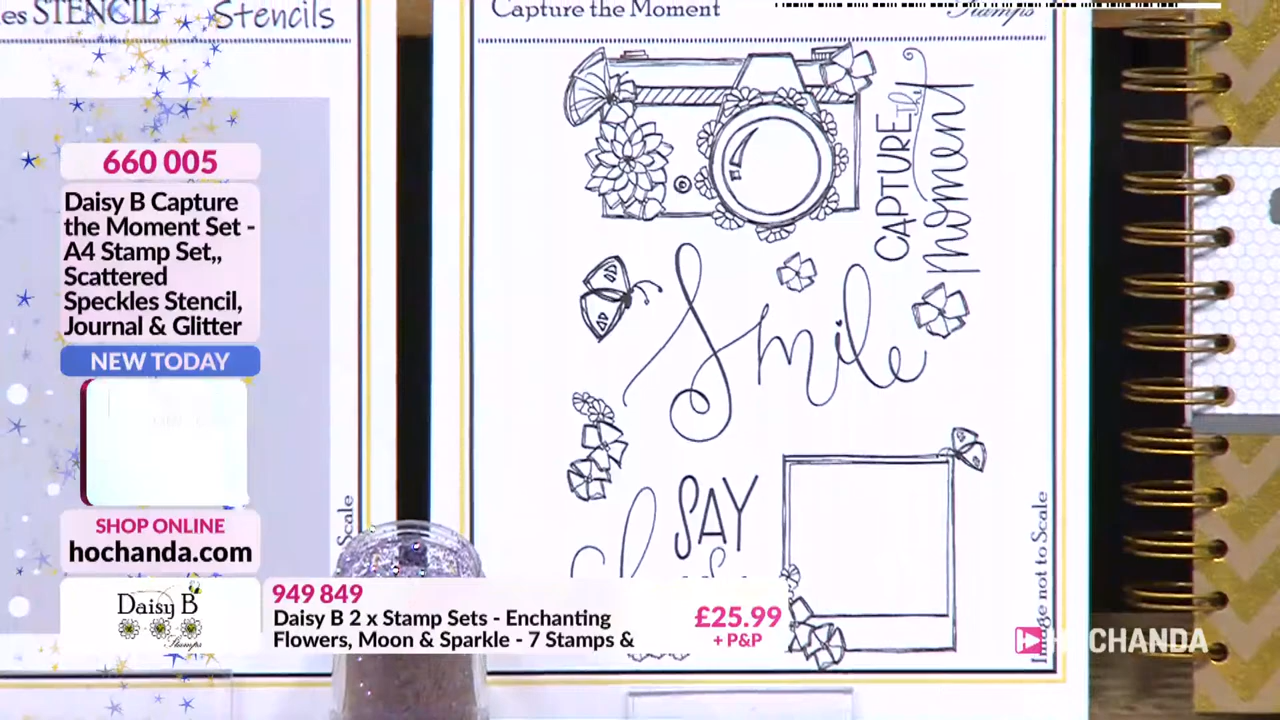 es STENCIL
Stencils
Capture the Moment
Stamps
660 005
Daisy B Capture
the Moment Set -
A4 Stamp Set,,
Scattered
Speckles Stencil,
Journal & Glitter
NEW TODAY
SHOP ONLINE
hochanda.com
CAPTURE the
moment
Smile
SAY
Scale
Image not to Scale
Daisy B
Stamps
949 849
Daisy B 2 x Stamp Sets - Enchanting
Flowers, Moon & Sparkle - 7 Stamps &
£25.99
+ P&P
HOCHANDA